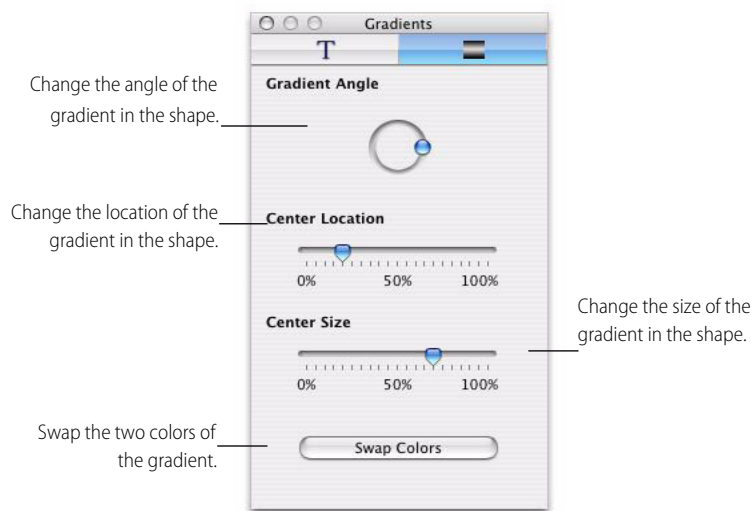 Gradients
T
Gradient Angle
Change the angle of the
gradient in the shape.
Change the location of the
gradient in the shape.
Center Location
0% 50% 100%
Center Size
Change the size of the
gradient in the shape.
0% 50% 100%
Swap the two colors of
the gradient.
Swap Colors